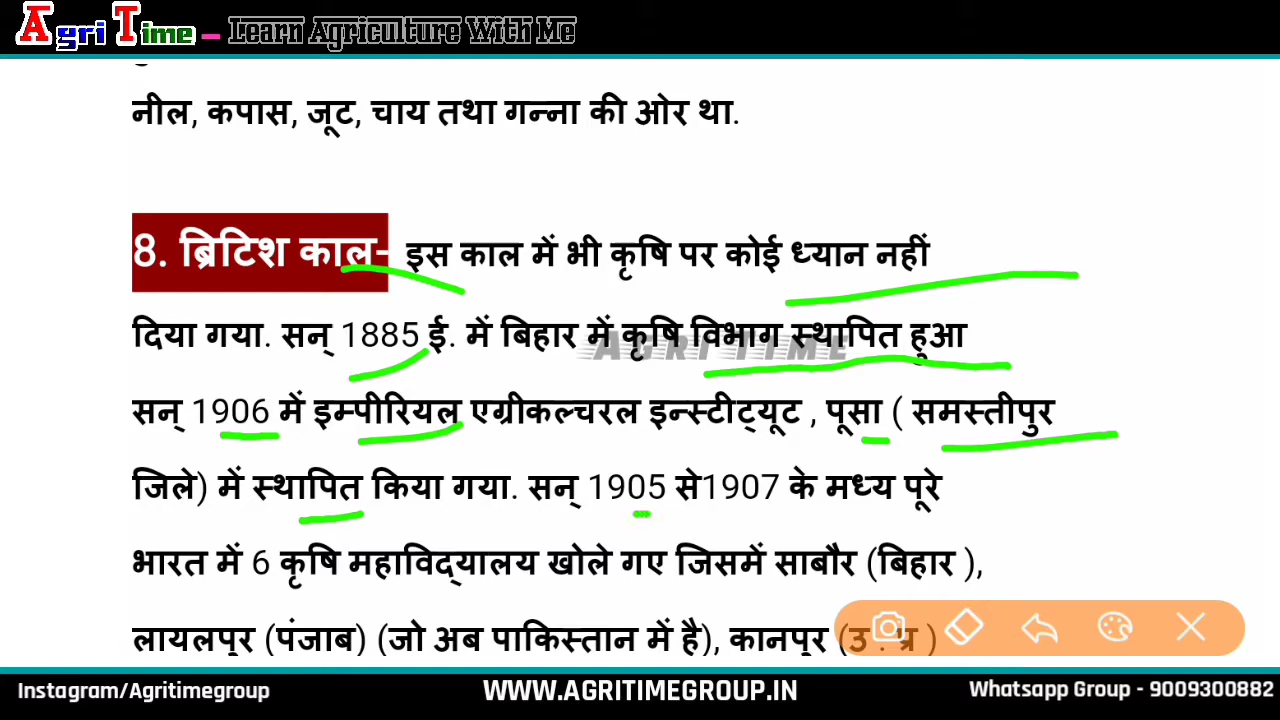 Agri Time – Learn Agriculture With Me
नील, कपास, जूट, चाय तथा गन्ना की ओर था.
8. ब्रिटिश काल- इस काल में भी कृषि पर कोई ध्यान नहीं
दिया गया. सन् 1885 ई. में बिहार में कृषि विभाग स्थापित हुआ
AGRI TIME
सन् 1906 में इम्पीरियल एग्रीकल्चरल इन्स्टीट्यूट , पूसा ( समस्तीपुर
जिले) में स्थापित किया गया. सन् 1905 से1907 के मध्य पूरे
भारत में 6 कृषि महाविद्यालय खोले गए जिसमें साबौर (बिहार ),
लायलपुर (पंजाब) (जो अब पाकिस्तान में है), कानपुर (उ . प्र )
Instagram/Agritimegroup WWW.AGRITIMEGROUP.IN Whatsapp Group - 9009300882